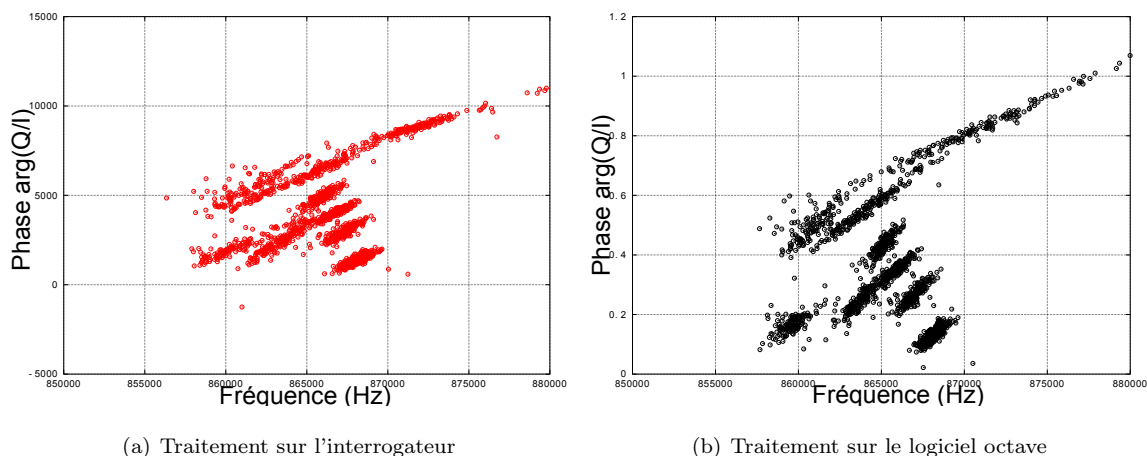 15000
10000
5000
0
-5000
850000 855000 860000 865000 870000 875000 880000
Phase arg(Q/I)
Fréquence (Hz)
1.2
1
0.8
0.6
0.4
0.2
0
850000 855000 860000 865000 870000 875000 880000
Phase arg(Q/I)
Fréquence (Hz)
(a) Traitement sur l'interrogateur
(b) Traitement sur le logiciel octave